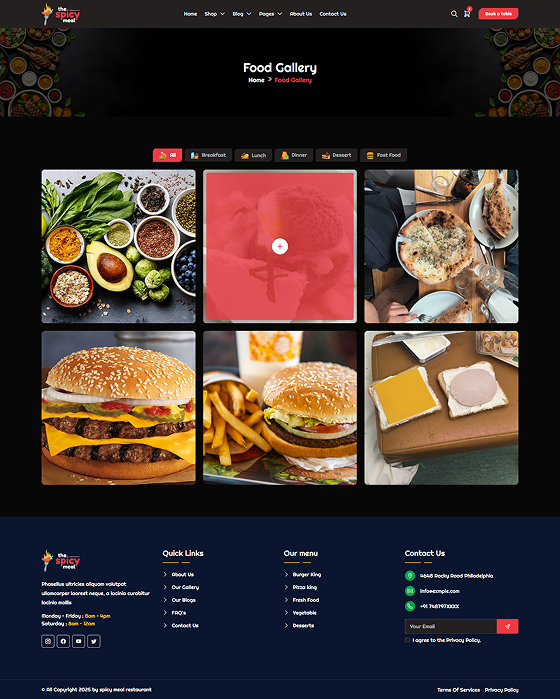 the
spicy
meal
Home
Shop
Blog
Pages
About Us
Contact Us
Book a table
Food Gallery
Home » Food Gallery
All
Breakfast
Lunch
Dinner
Dessert
Fast Food
the
spicy
meal
Phasellus ultricies aliquam volutpat
ullamcorper laoreet neque, a lacinia curabitur
lacinia mollis
Monday - Friday : 8am - 4pm
Saturday : 8am - 12am
Quick Links
About Us
Our Gallery
Our Blogs
FAQ's
Contact Us
Our menu
Burger King
Pizza king
Fresh Food
Vegetable
Desserts
Contact Us
4648 Rocky Road Philadelphia
info@exmple.com
+91 748797XXXX
Your Email
I agree to the Privacy Policy.
© All Copyright 2025 by spicy meal restaurant
Terms Of Services
Privacy Policy